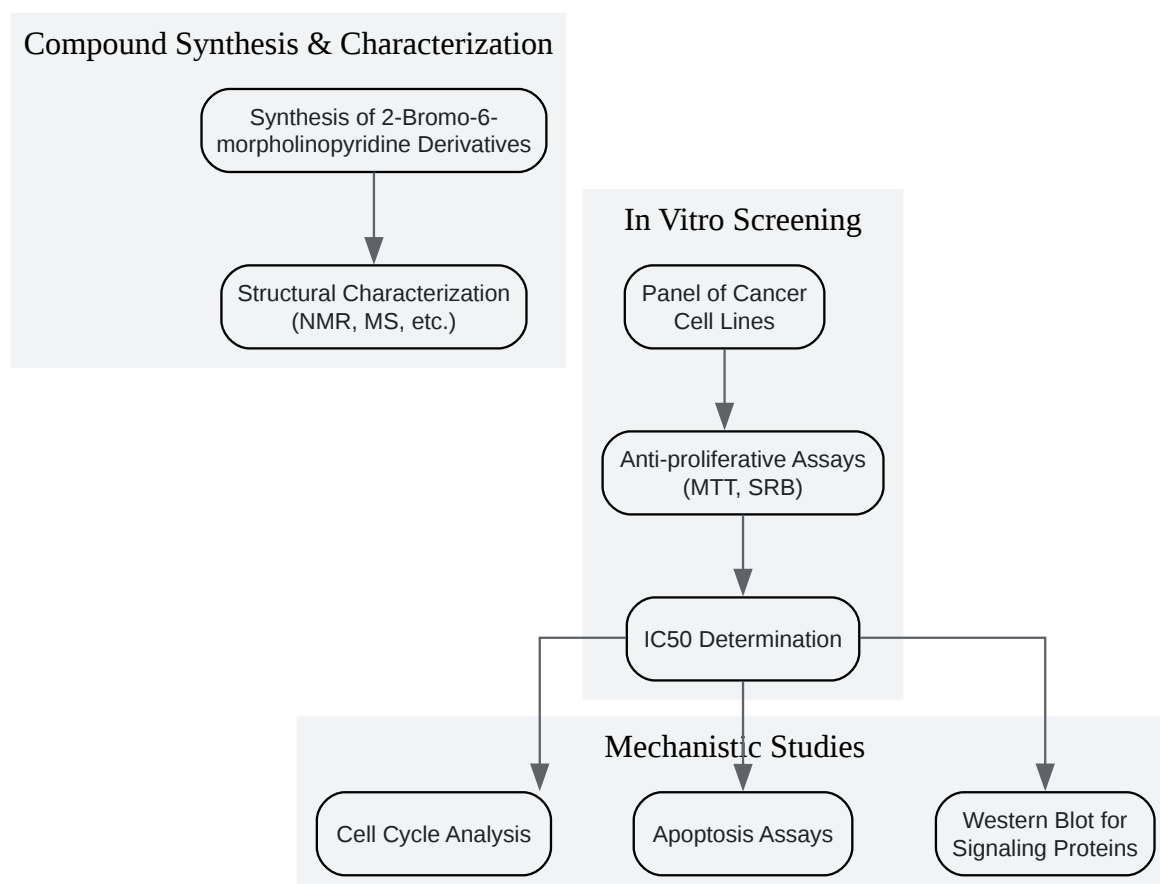 Compound Synthesis & Characterization
Synthesis of 2-Bromo-6-
morpholinopyridine Derivatives
Structural Characterization
(NMR, MS, etc.)
In Vitro Screening
Panel of Cancer
Cell Lines
Anti-proliferative Assays
(MTT, SRB)
IC50 Determination
Mechanistic Studies
Cell Cycle Analysis
Apoptosis Assays
Western Blot for
Signaling Proteins